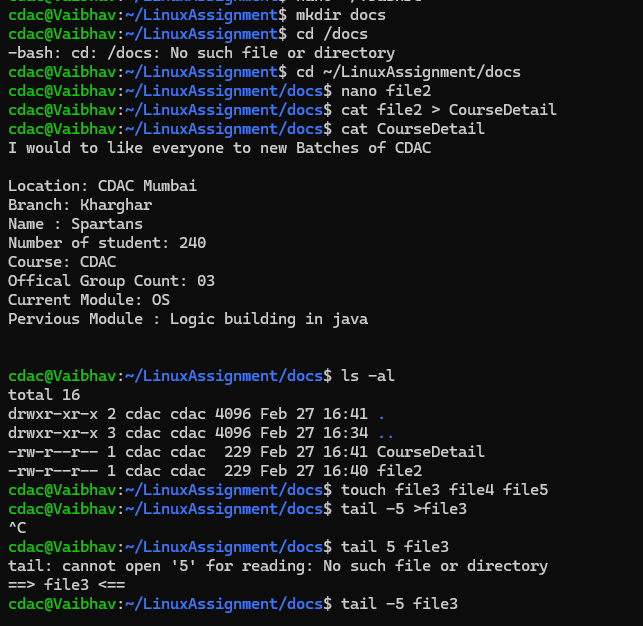 cdac@Vaibhav:~/LinuxAssignment$ mkdir docs
cdac@Vaibhav:~/LinuxAssignment$ cd /docs
-bash: cd: /docs: No such file or directory
cdac@Vaibhav:~/LinuxAssignment$ cd ~/LinuxAssignment/docs
cdac@Vaibhav:~/LinuxAssignment/docs$ nano file2
cdac@Vaibhav:~/LinuxAssignment/docs$ cat file2 > CourseDetail
cdac@Vaibhav:~/LinuxAssignment/docs$ cat CourseDetail
I would to like everyone to new Batches of CDAC
Location: CDAC Mumbai
Branch: Kharghar
Name : Spartans
Number of student: 240
Course: CDAC
Offical Group Count: 03
Current Module: OS
Pervious Module : Logic building in java
cdac@Vaibhav:~/LinuxAssignment/docs$ ls -al
total 16
drwxr-xr-x 2 cdac cdac 4096 Feb 27 16:41 .
drwxr-xr-x 3 cdac cdac 4096 Feb 27 16:34 ..
-rw-r--r-- 1 cdac cdac  229 Feb 27 16:41 CourseDetail
-rw-r--r-- 1 cdac cdac  229 Feb 27 16:40 file2
cdac@Vaibhav:~/LinuxAssignment/docs$ touch file3 file4 file5
cdac@Vaibhav:~/LinuxAssignment/docs$ tail -5 >file3
^C
cdac@Vaibhav:~/LinuxAssignment/docs$ tail 5 file3
tail: cannot open '5' for reading: No such file or directory
==> file3 <==
cdac@Vaibhav:~/LinuxAssignment/docs$ tail -5 file3